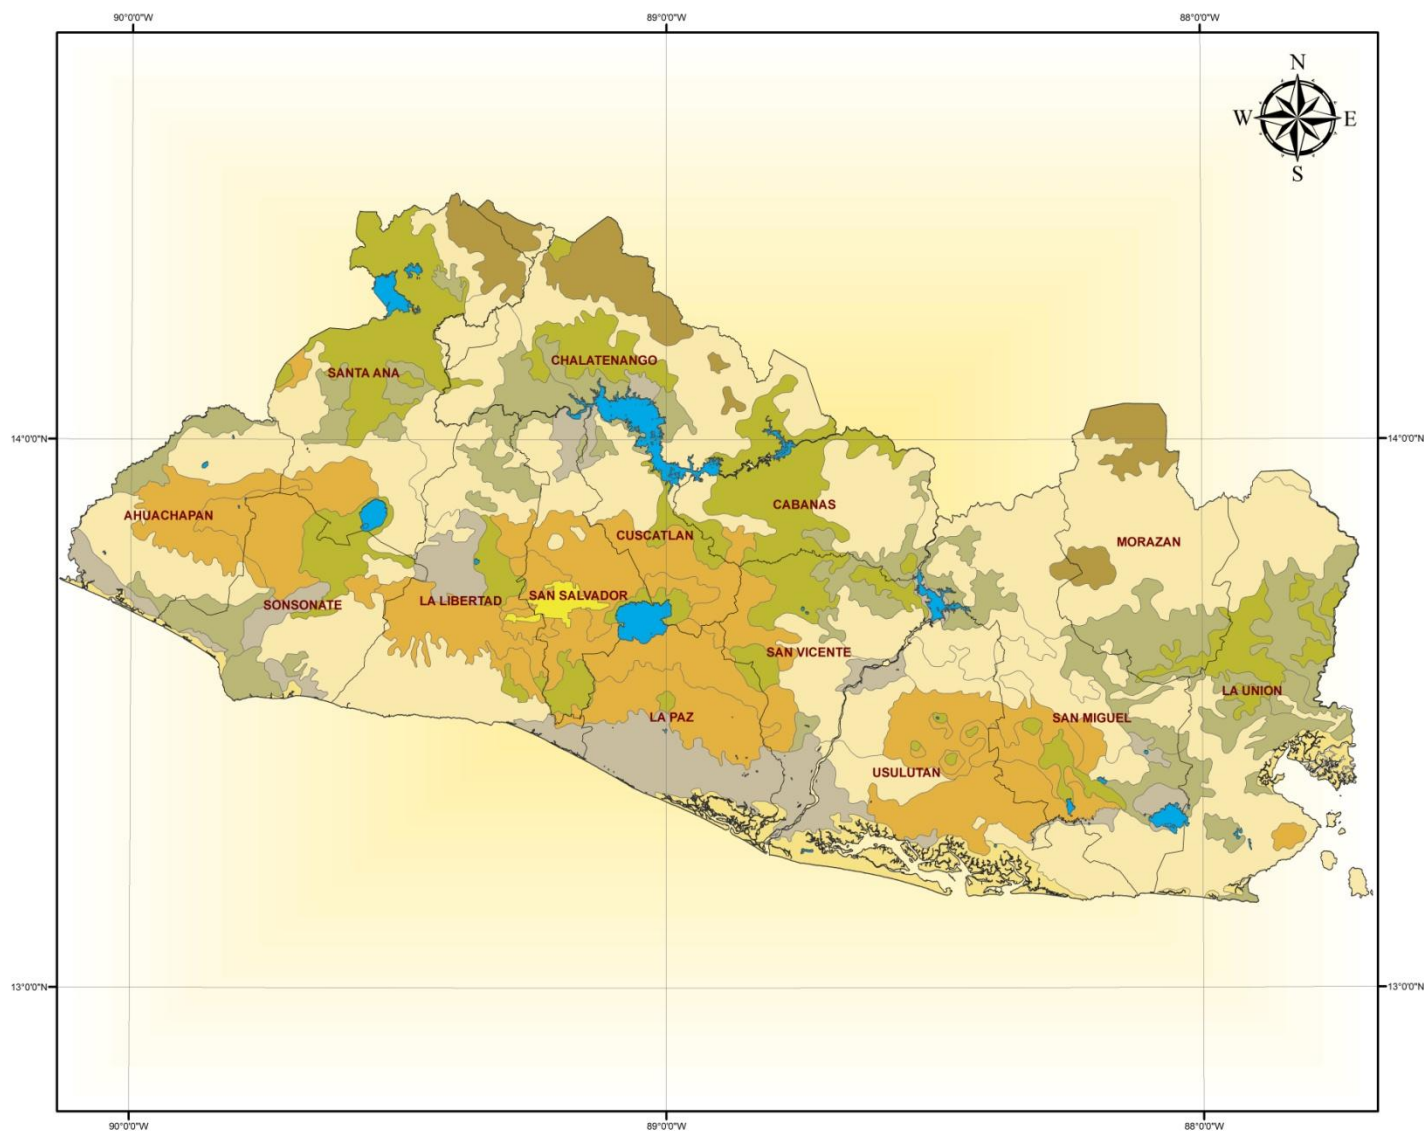 90°0'0"W 89°0'0"W 88°0'0"W
N
W E
S
CHALATENANGO
SANTA ANA
14°0'0"N 14°0'0"N
CABANAS
AHUACHAPAN
CUSCATLAN
MORAZAN
SAN SALVADOR
LA LIBERTAD
SONSONATE
SAN VICENTE
LA UNION
LA PAZ
SAN MIGUEL
USULUTAN
13°0'0"N 13°0'0"N
90°0'0"W 89°0'0"W 88°0'0"W